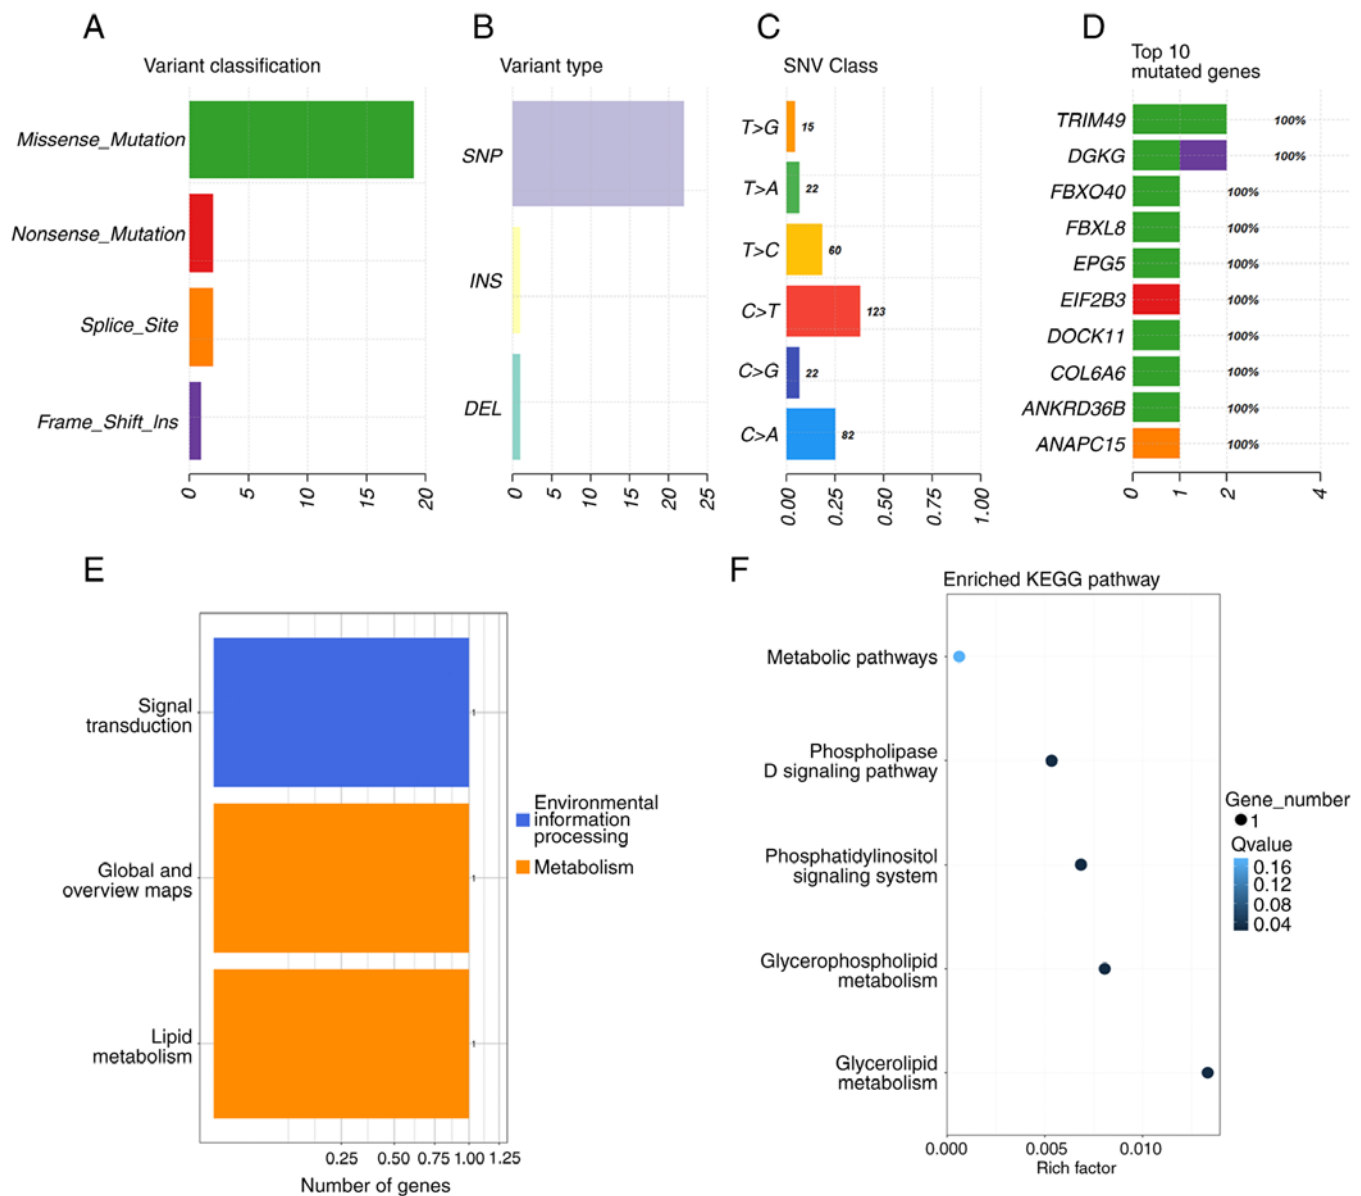 A
Variant classification
Missense_Mutation
Nonsense_Mutation
Splice_Site
Frame_Shift_Ins
0
5
10
15
20
B
Variant type
SNP
INS
DEL
0
5
10
15
20
25
C
SNV Class
T>G
15
T>A
22
T>C
60
C>T
123
C>G
22
C>A
82
0.00
0.25
0.50
0.75
1.00
D
Top 10
mutated genes
TRIM49
100%
DGKG
100%
FBXO40
100%
FBXL8
100%
EPG5
100%
EIF2B3
100%
DOCK11
100%
COL6A6
100%
ANKRD36B
100%
ANAPC15
100%
0
1
2
4
E
Signal
transduction
1
Global and
overview maps
1
Lipid
metabolism
1
0.25 0.50 0.75 1.00 1.25
Number of genes
Environmental
information
processing
Metabolism
F
Enriched KEGG pathway
Metabolic pathways
Phospholipase
D signaling pathway
Phosphatidylinositol
signaling system
Glycerophospholipid
metabolism
Glycerolipid
metabolism
0.000
0.005
0.010
Rich factor
Gene_number
1
Qvalue
0.16
0.12
0.08
0.04